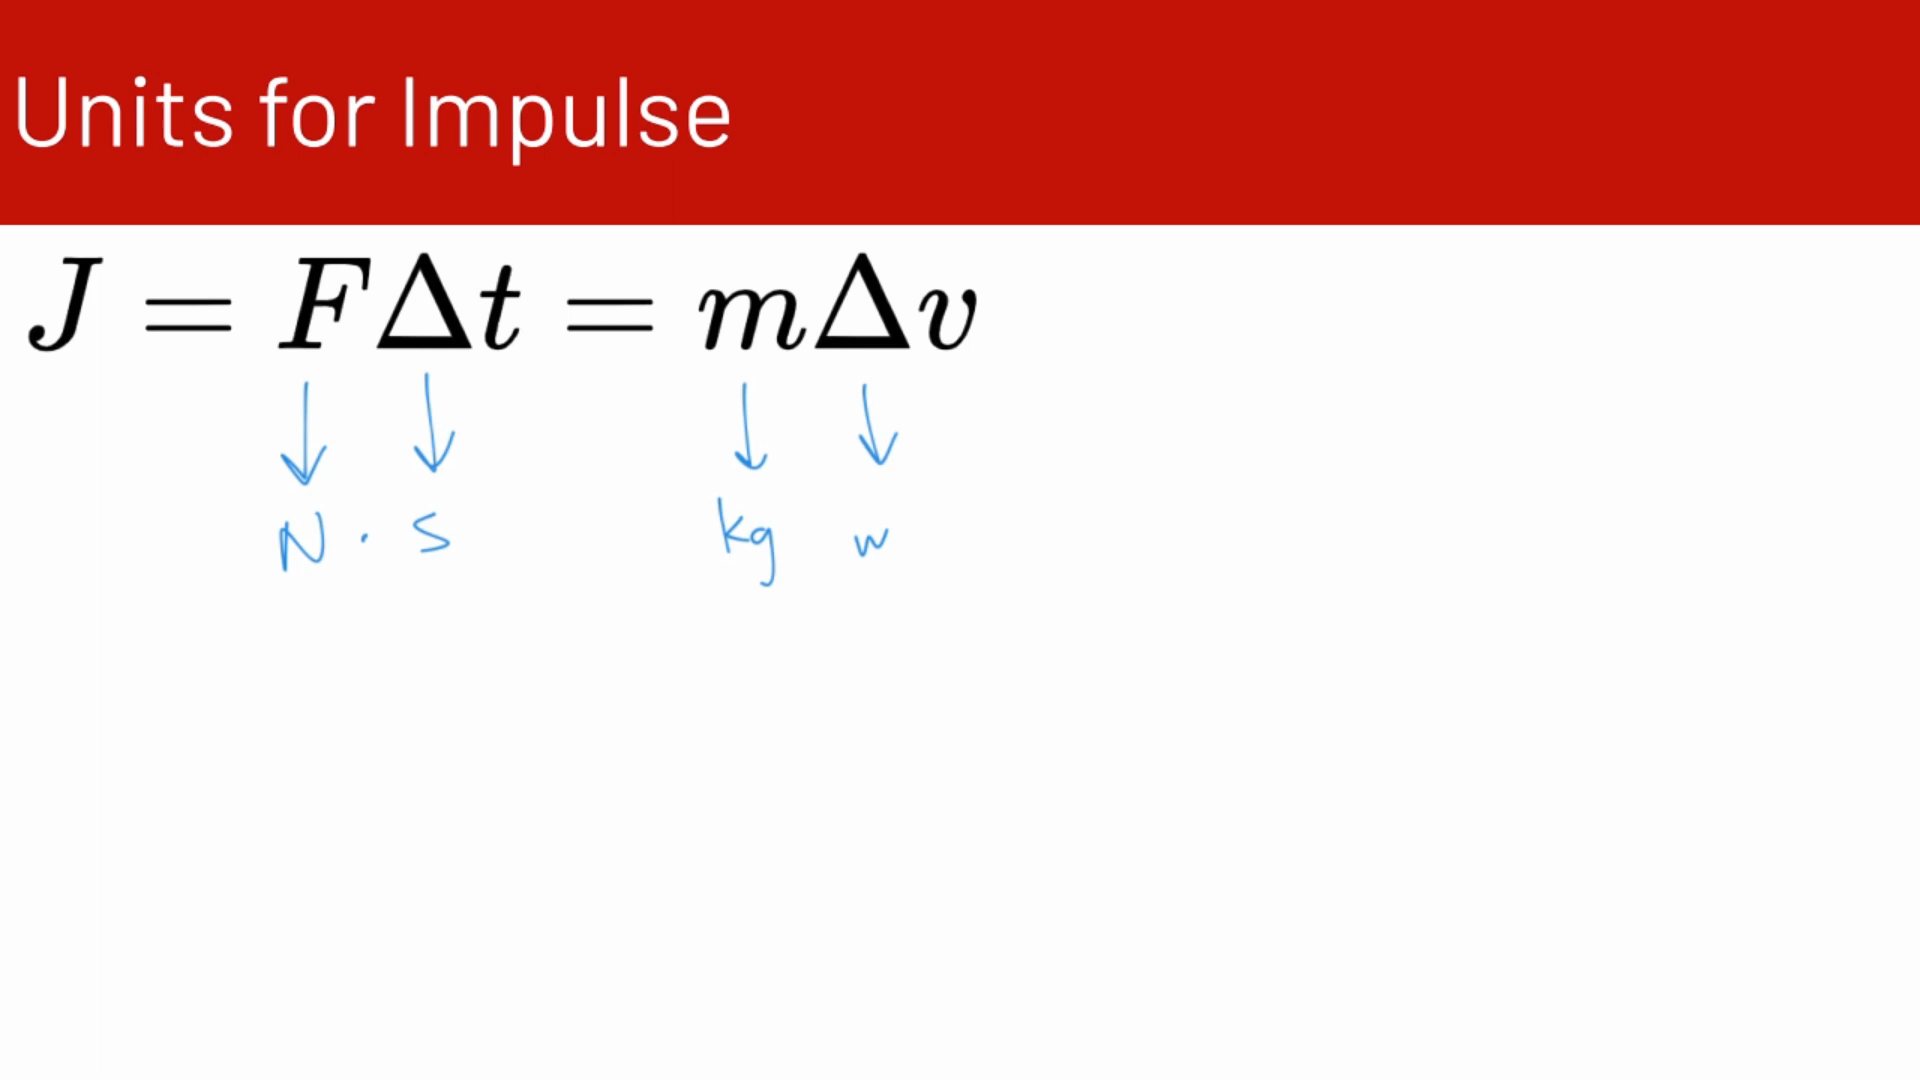 Units for Impulse
J = FΔt = mΔv
N · s kg w